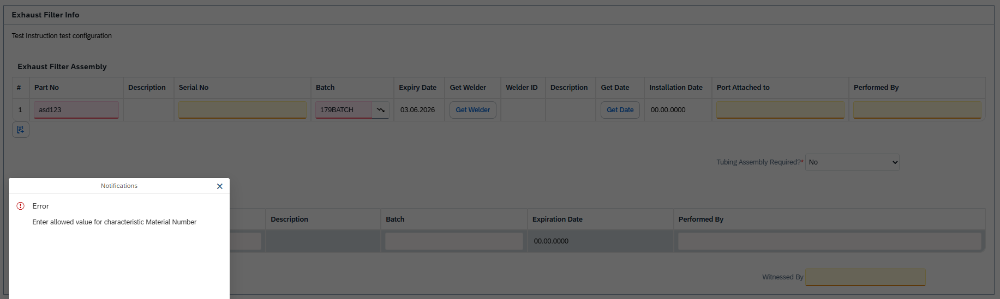 Exhaust Filter Info
Test Instruction test configuration
Exhaust Filter Assembly
# Part No Description Serial No Batch Expiry Date Get Welder Welder ID Description Get Date Installation Date Port Attached to Performed By
1 asd123 179BATCH 03.06.2026 Get Welder Get Date 00.00.0000
Tubing Assembly Required?* No
Notifications
Error
Enter allowed value for characteristic Material Number
Description Batch Expiration Date Performed By
00.00.0000
Witnessed By